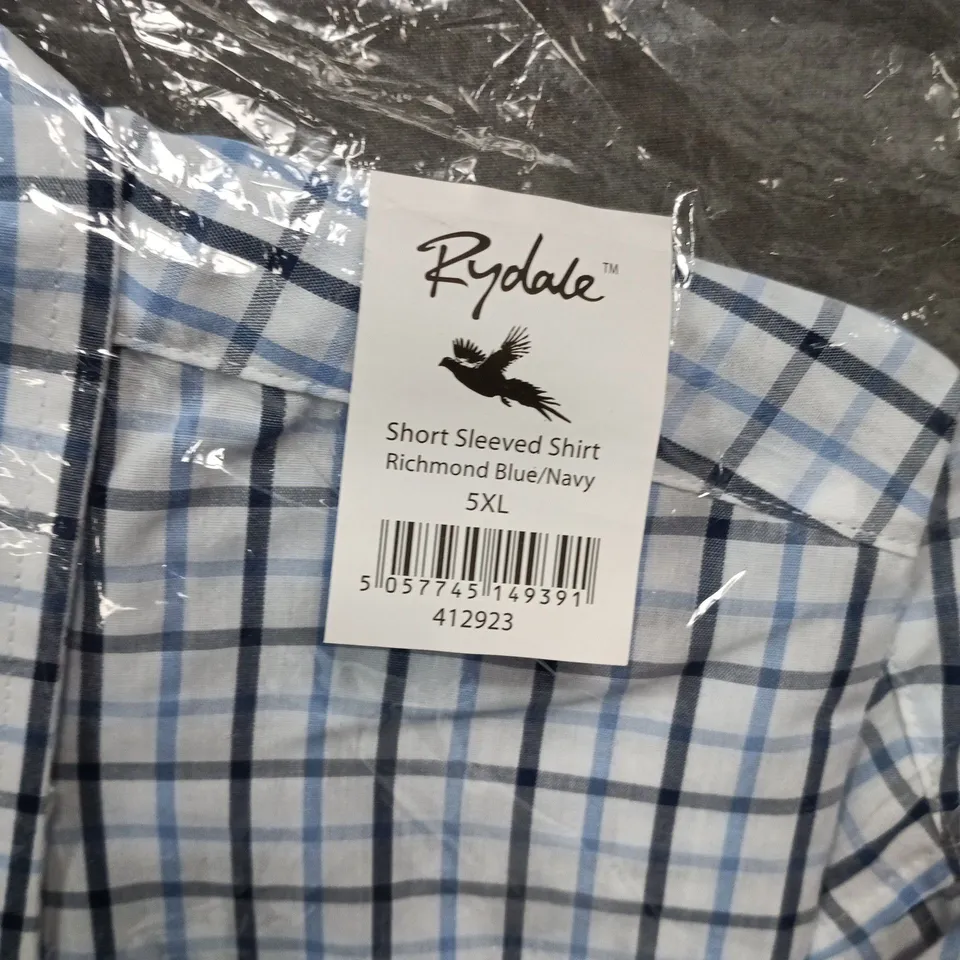 Rydale™
Short Sleeved Shirt
Richmond Blue/Navy
5XL
5 057745 149391
412923